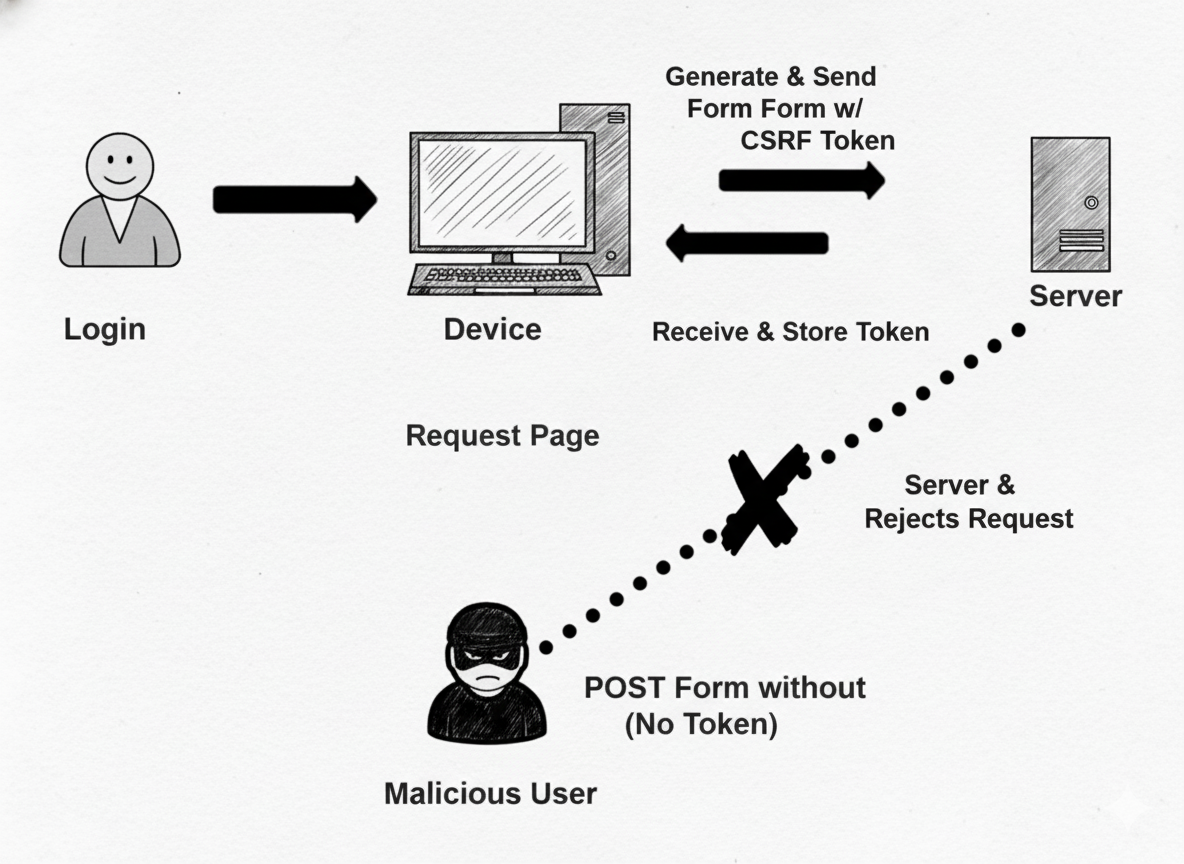 Generate & Send
Form Form w/
CSRF Token
Login
Device
Receive & Store Token
Server
Request Page
Server &
Rejects Request
POST Form without
(No Token)
Malicious User